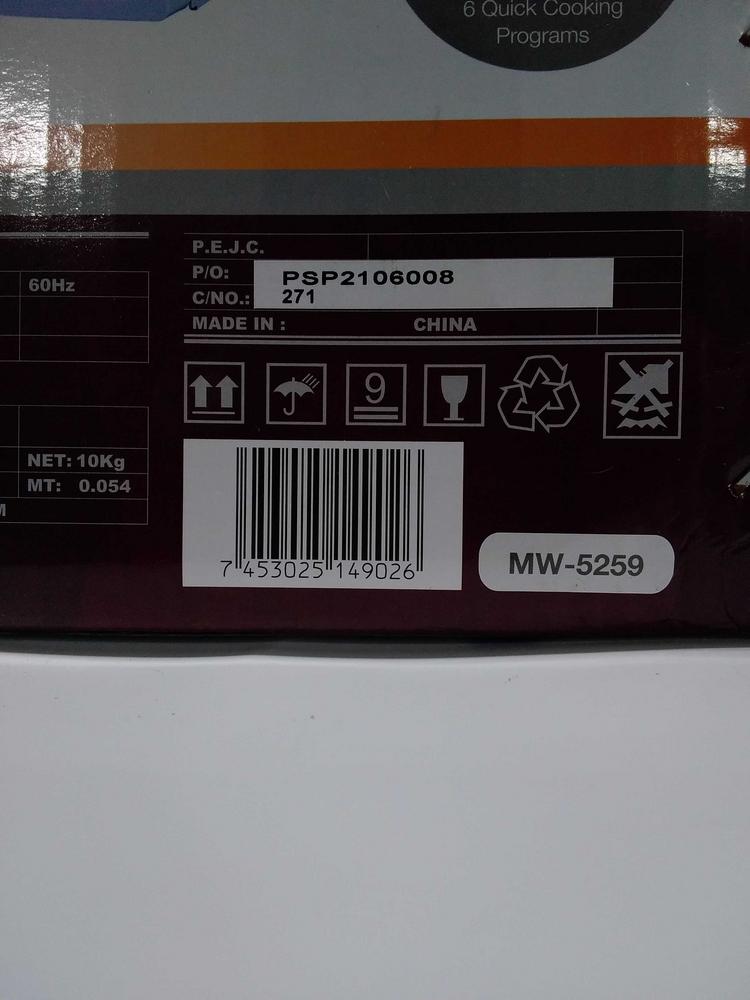 6 Quick Cooking
Programs
P.E.J.C.
P/O: PSP2106008
C/NO.: 271
MADE IN : CHINA
60Hz
9
NET: 10Kg
MT: 0.054
M
7 453025 149026
MW-5259